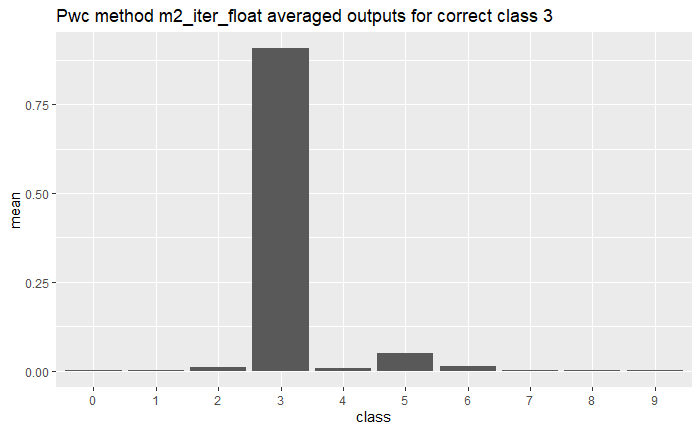 Pwc method m2_iter_float averaged outputs for correct class 3
mean
0.75
0.50
0.25
0.00
0 1 2 3 4 5 6 7 8 9
class